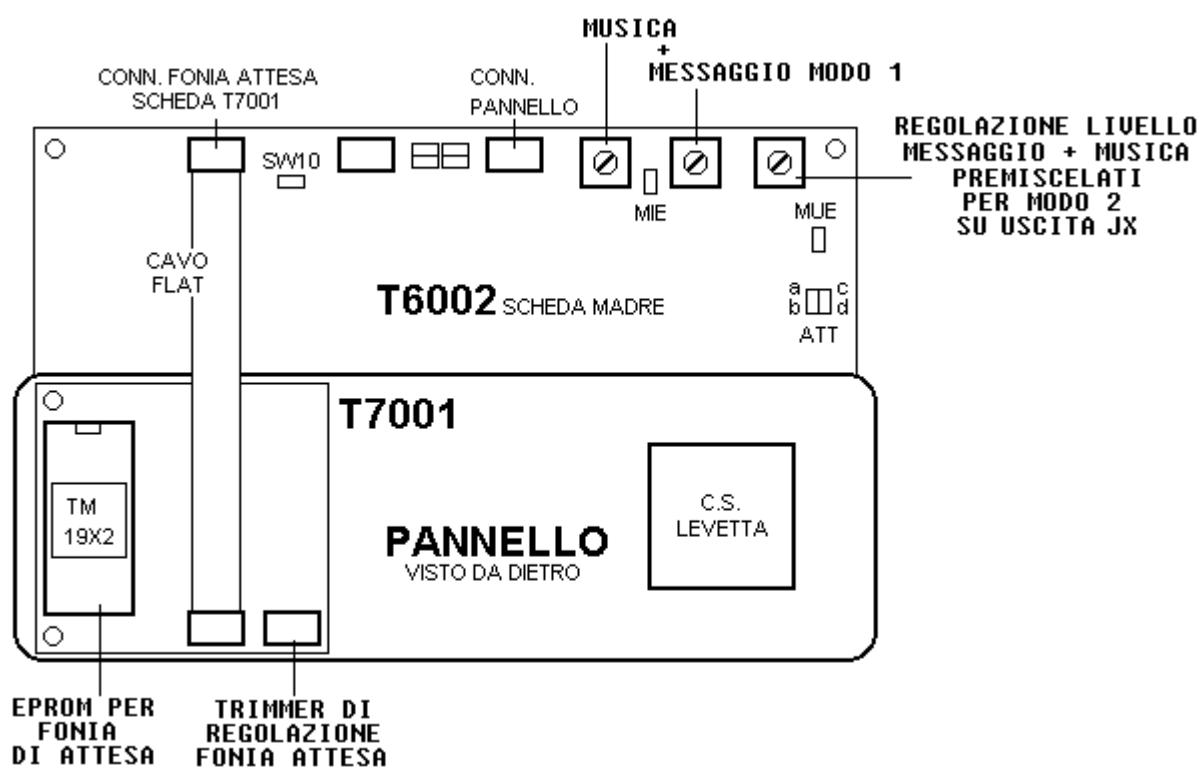 MUSICA
+
MESSAGGIO MODO 1
CONN. FONIA ATTESA
SCHEDA T7001
CONN.
PANNELLO
REGOLAZIONE LIVELLO
MESSAGGIO + MUSICA
PREMISCELATI
PER MODO 2
SU USCITA JX
SW10
MIE
MUE
CAVO
FLAT
T6002 SCHEDA MADRE
a c
b d
ATT
T7001
TM
19X2
C.S.
LEVETTA
PANNELLO
VISTO DA DIETRO
EPROM PER
FONIA
DI ATTESA
TRIMMER DI
REGOLAZIONE
FONIA ATTESA